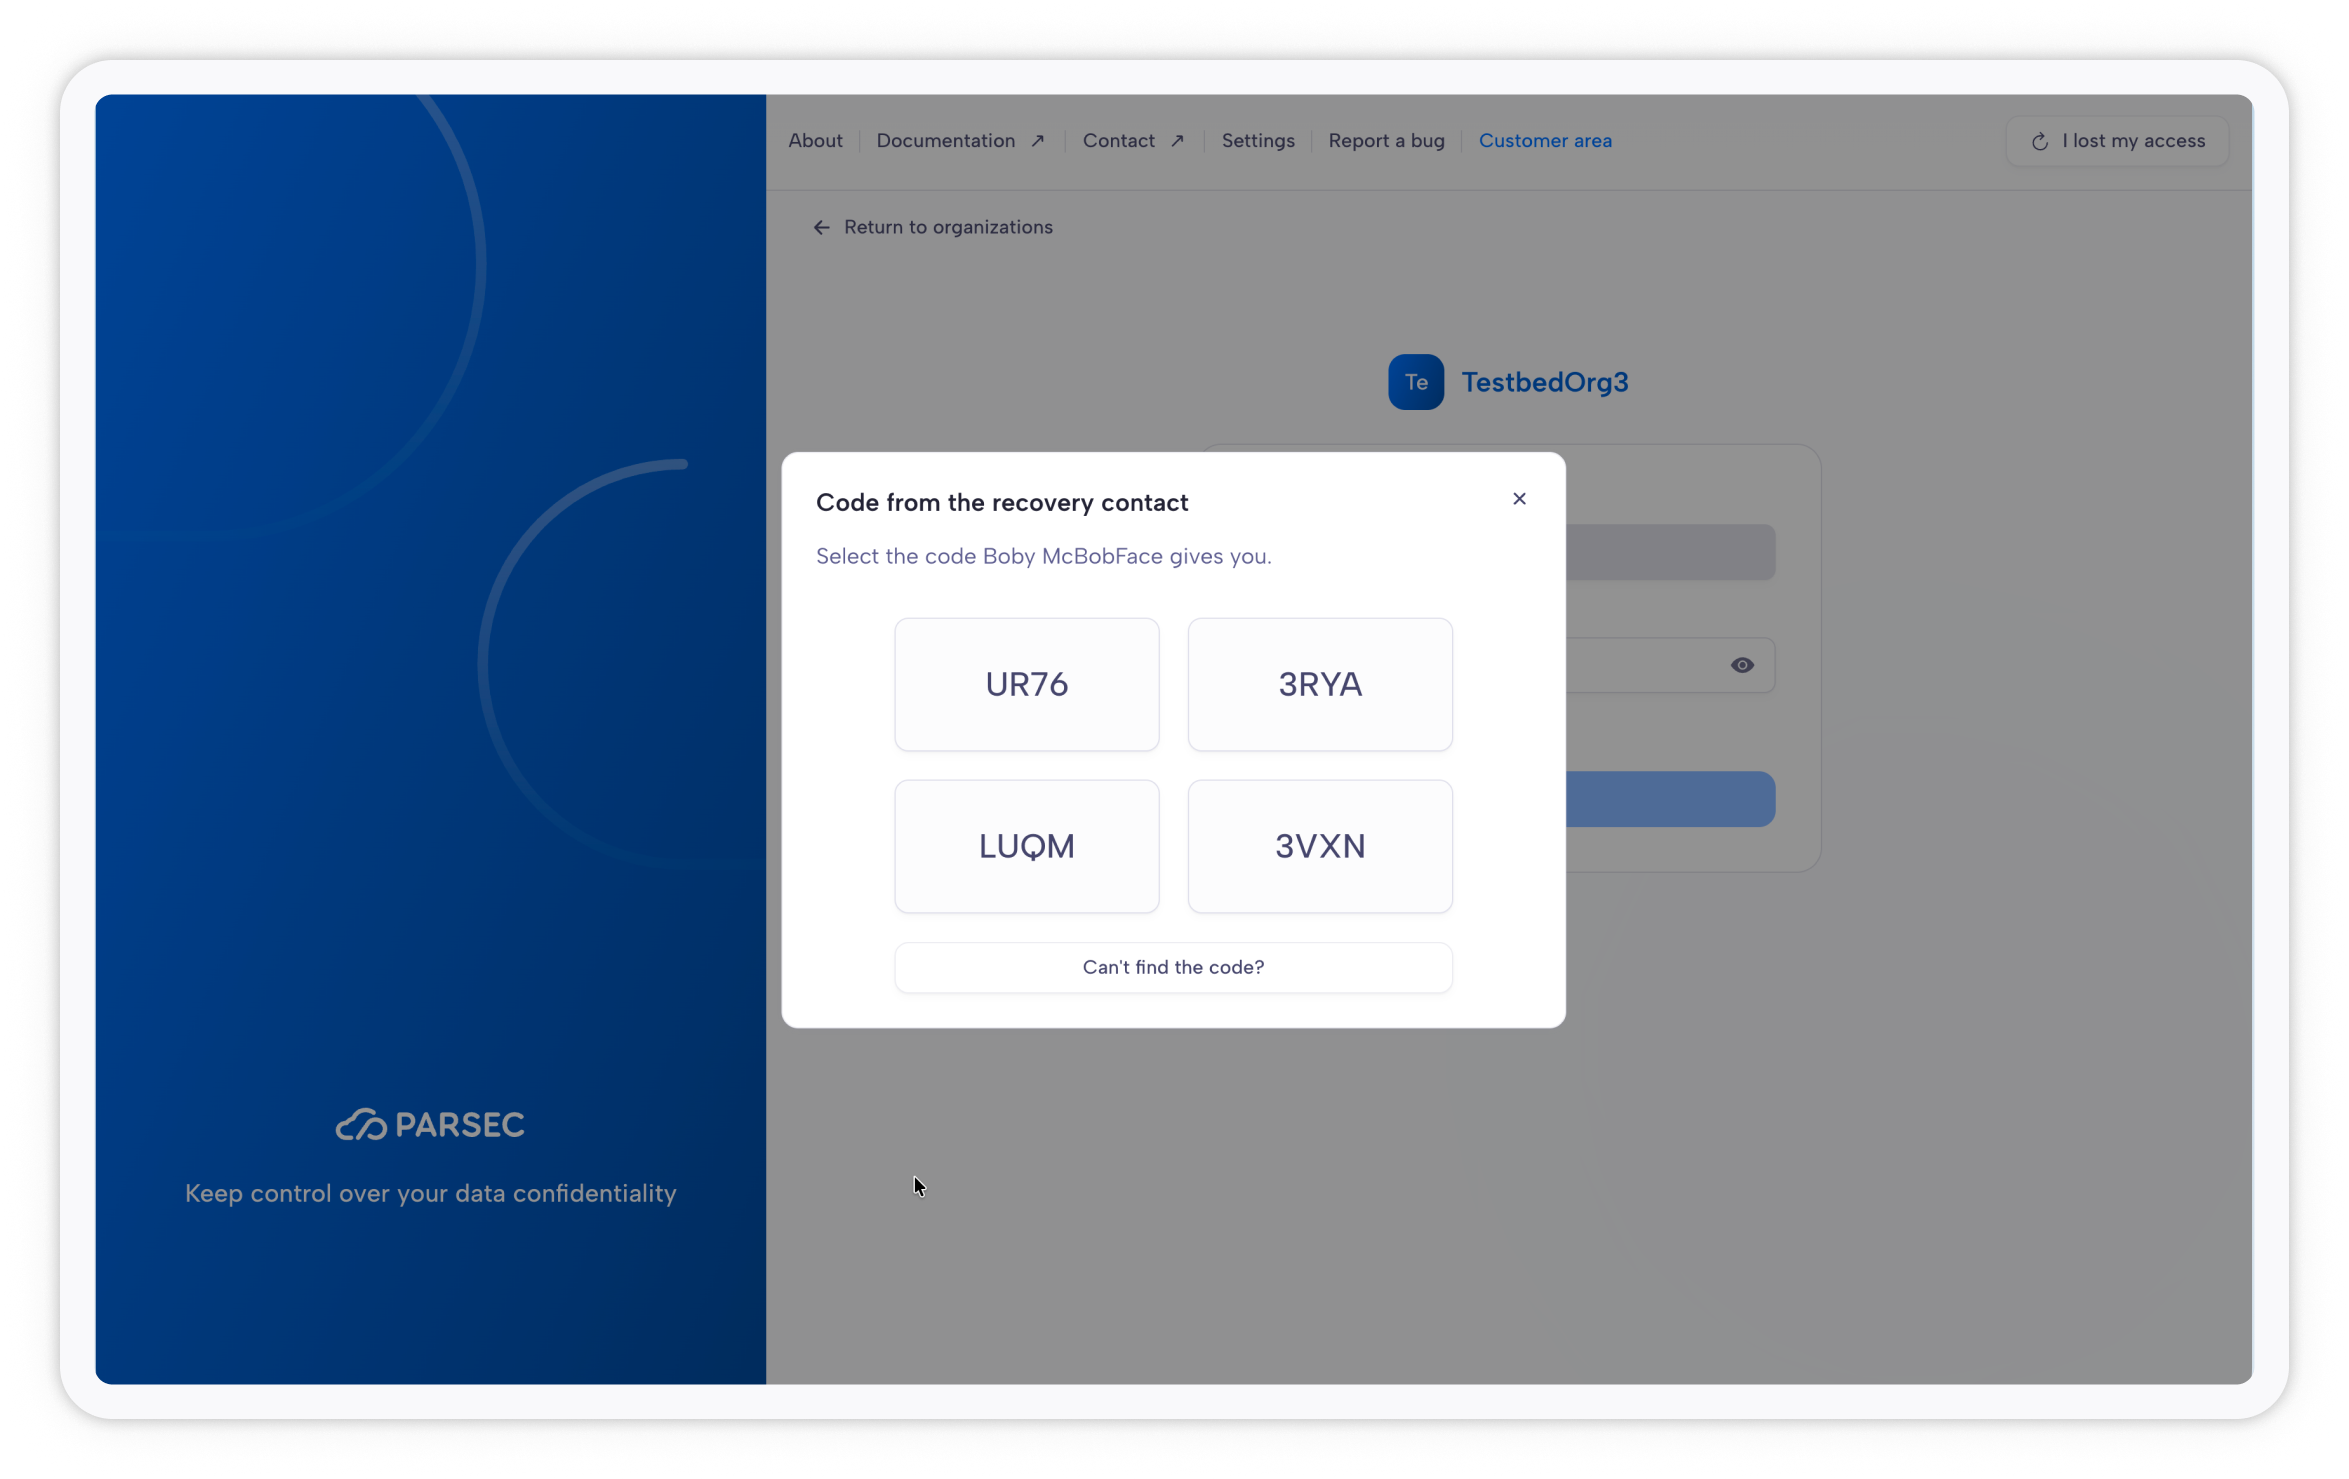 About
Documentation ↗
Contact ↗
Settings
Report a bug
Customer area
I lost my access
Return to organizations
Te
TestbedOrg3
Code from the recovery contact
Select the code Boby McBobFace gives you.
UR76
3RYA
LUQM
3VXN
Can't find the code?
PARSEC
Keep control over your data confidentiality